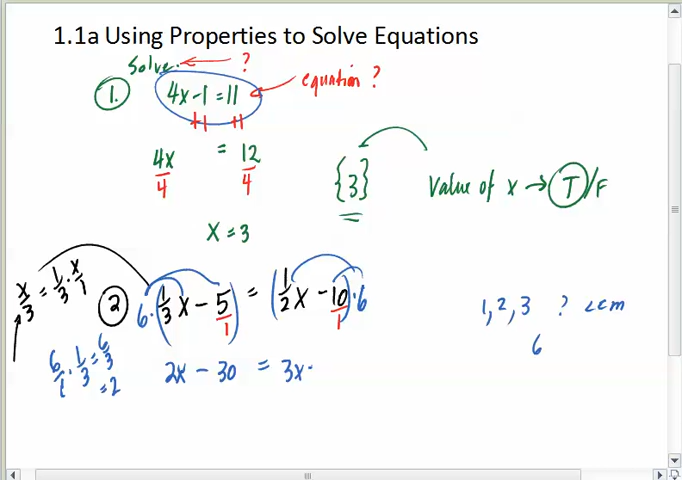 1.1a Using Properties to Solve Equations
Solve. ?
1. 4x-1=11 equation ?
+1 +1
4x = 12
4 4
{3} Value of x → T/F
x = 3
x/3 = 1/3 · x/1
2 6·(1/3 x - 5/1) = (1/2 x - 10/1)·6
1, 2, 3 ? LCM
6
6/1 · 1/3 = 6/3
= 2
2x - 30 = 3x -